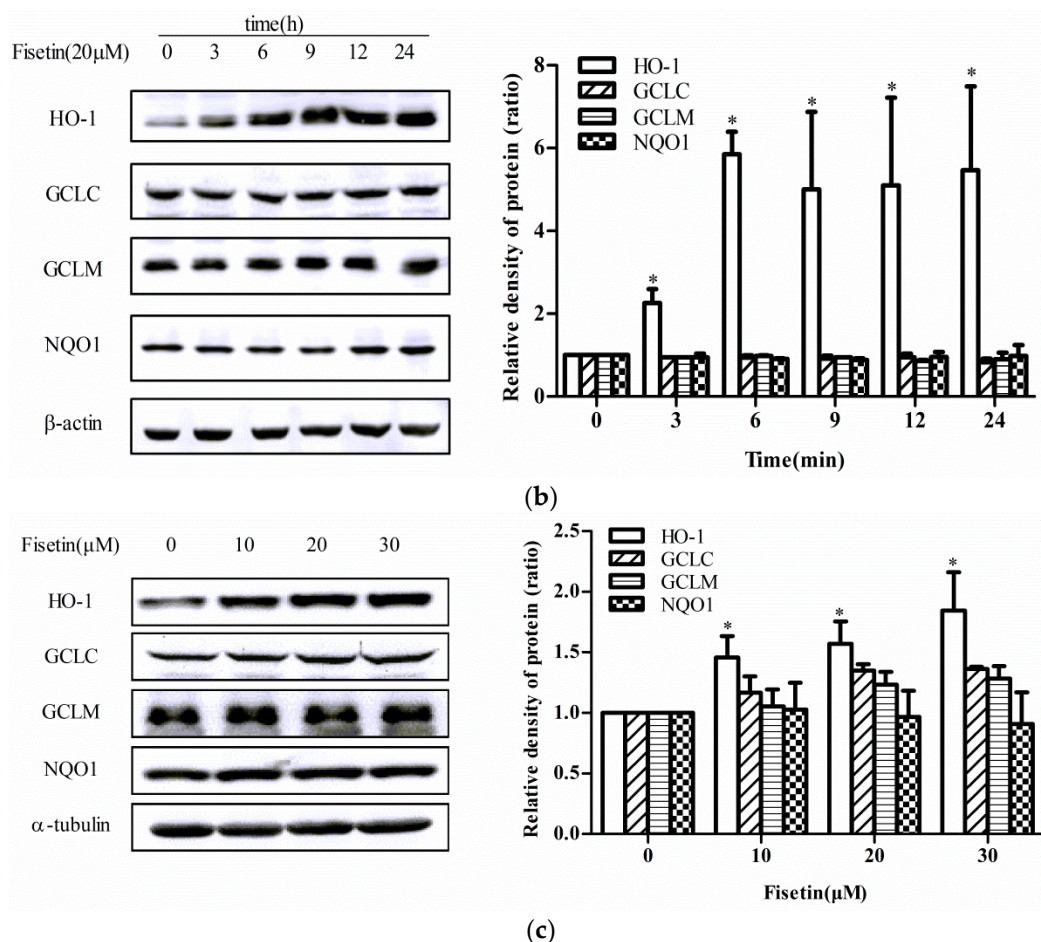 time(h)
Fisetin(20μM) 0 3 6 9 12 24
HO-1
GCLC
GCLM
NQO1
β-actin
HO-1
GCLC
GCLM
NQO1
Relative density of protein (ratio)
8
6
4
2
0
* * * * *
0 3 6 9 12 24
Time(min)
(b)
Fisetin(μM) 0 10 20 30
HO-1
GCLC
GCLM
NQO1
α-tubulin
HO-1
GCLC
GCLM
NQO1
Relative density of protein (ratio)
2.5
2.0
1.5
1.0
0.5
0.0
* * *
0 10 20 30
Fisetin(μM)
(c)